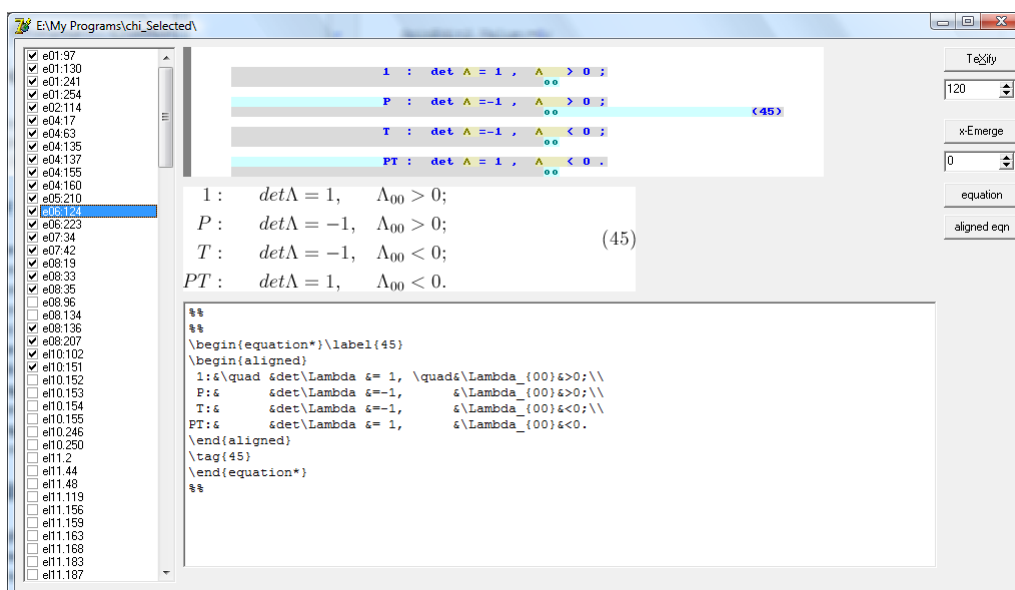 E:\My Programs\chi_Selected\
e01:97
e01:130
e01:241
e01:254
e02:114
e04:17
e04:63
e04:135
e04:137
e04:155
e04:160
e05:210
e06:124
e06:223
e07:34
e07:42
e08:19
e08:33
e08:35
e08.96
e08.134
e08:136
e08:207
el10:102
el10:151
el10.152
el10.153
el10.154
el10.155
el10.246
el10.250
el11.2
el11.44
el11.48
el11.119
el11.156
el11.159
el11.163
el11.168
el11.183
el11.187
1 : det Λ = 1 , Λ > 0 ;
oo
P : det Λ =-1 , Λ > 0 ;
oo (45)
T : det Λ =-1 , Λ < 0 ;
oo
PT : det Λ = 1 , Λ < 0 .
oo
1 : detΛ = 1, Λ00 > 0;
P : detΛ = −1, Λ00 > 0;
(45)
T : detΛ = −1, Λ00 < 0;
PT : detΛ = 1, Λ00 < 0.
%%
%%
\begin{equation*}\label{45}
\begin{aligned}
1:&\quad &det\Lambda &= 1, \quad&\Lambda_{00}&>0;\\
P:& &det\Lambda &=-1, &\Lambda_{00}&>0;\\
T:& &det\Lambda &=-1, &\Lambda_{00}&<0;\\
PT:& &det\Lambda &= 1, &\Lambda_{00}&<0.
\end{aligned}
\tag{45}
\end{equation*}
%%
TeXify
120
x-Emerge
0
equation
aligned eqn